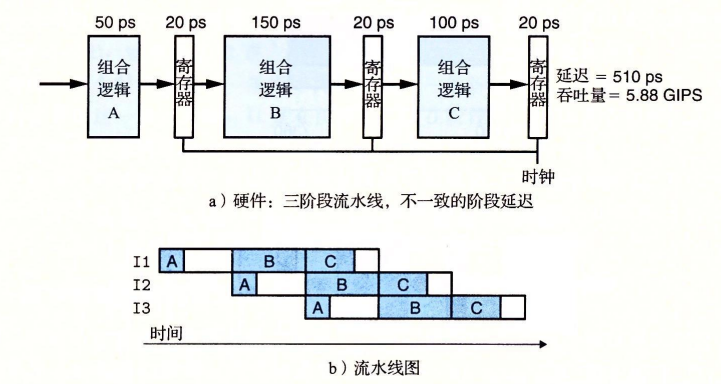 50 ps 20 ps 150 ps 20 ps 100 ps 20 ps
组合逻辑A
寄存器
组合逻辑B
寄存器
组合逻辑C
寄存器
延迟 = 510 ps
吞吐量 = 5.88 GIPS
时钟
a）硬件：三阶段流水线，不一致的阶段延迟
I1 A B C
I2 A B C
I3 A B C
时间
b）流水线图